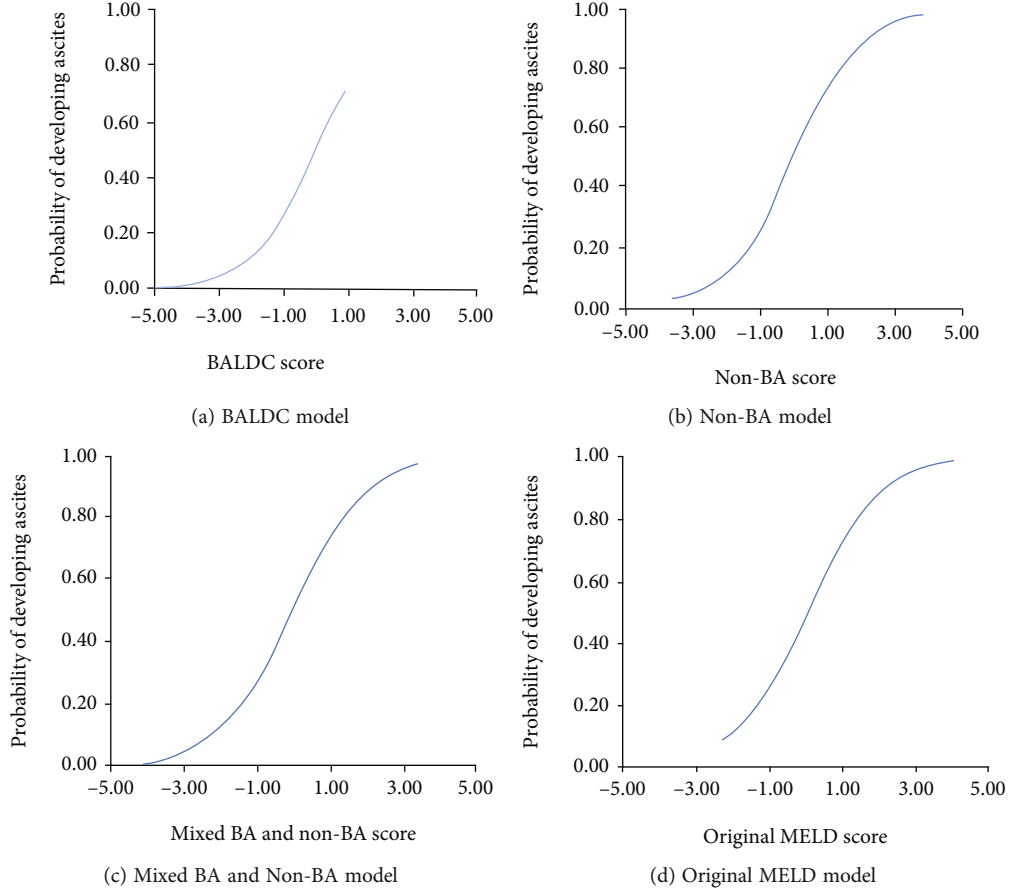 Probability of developing ascites
1.00
0.80
0.60
0.40
0.20
0.00
−5.00 −3.00 −1.00 1.00 3.00 5.00
BALDC score
(a) BALDC model
Probability of developing ascites
1.00
0.80
0.60
0.40
0.20
0.00
−5.00 −3.00 −1.00 1.00 3.00 5.00
Non-BA score
(b) Non-BA model
Probability of developing ascites
1.00
0.80
0.60
0.40
0.20
0.00
−5.00 −3.00 −1.00 1.00 3.00 5.00
Mixed BA and non-BA score
(c) Mixed BA and Non-BA model
Probability of developing ascites
1.00
0.80
0.60
0.40
0.20
0.00
−5.00 −3.00 −1.00 1.00 3.00 5.00
Original MELD score
(d) Original MELD model